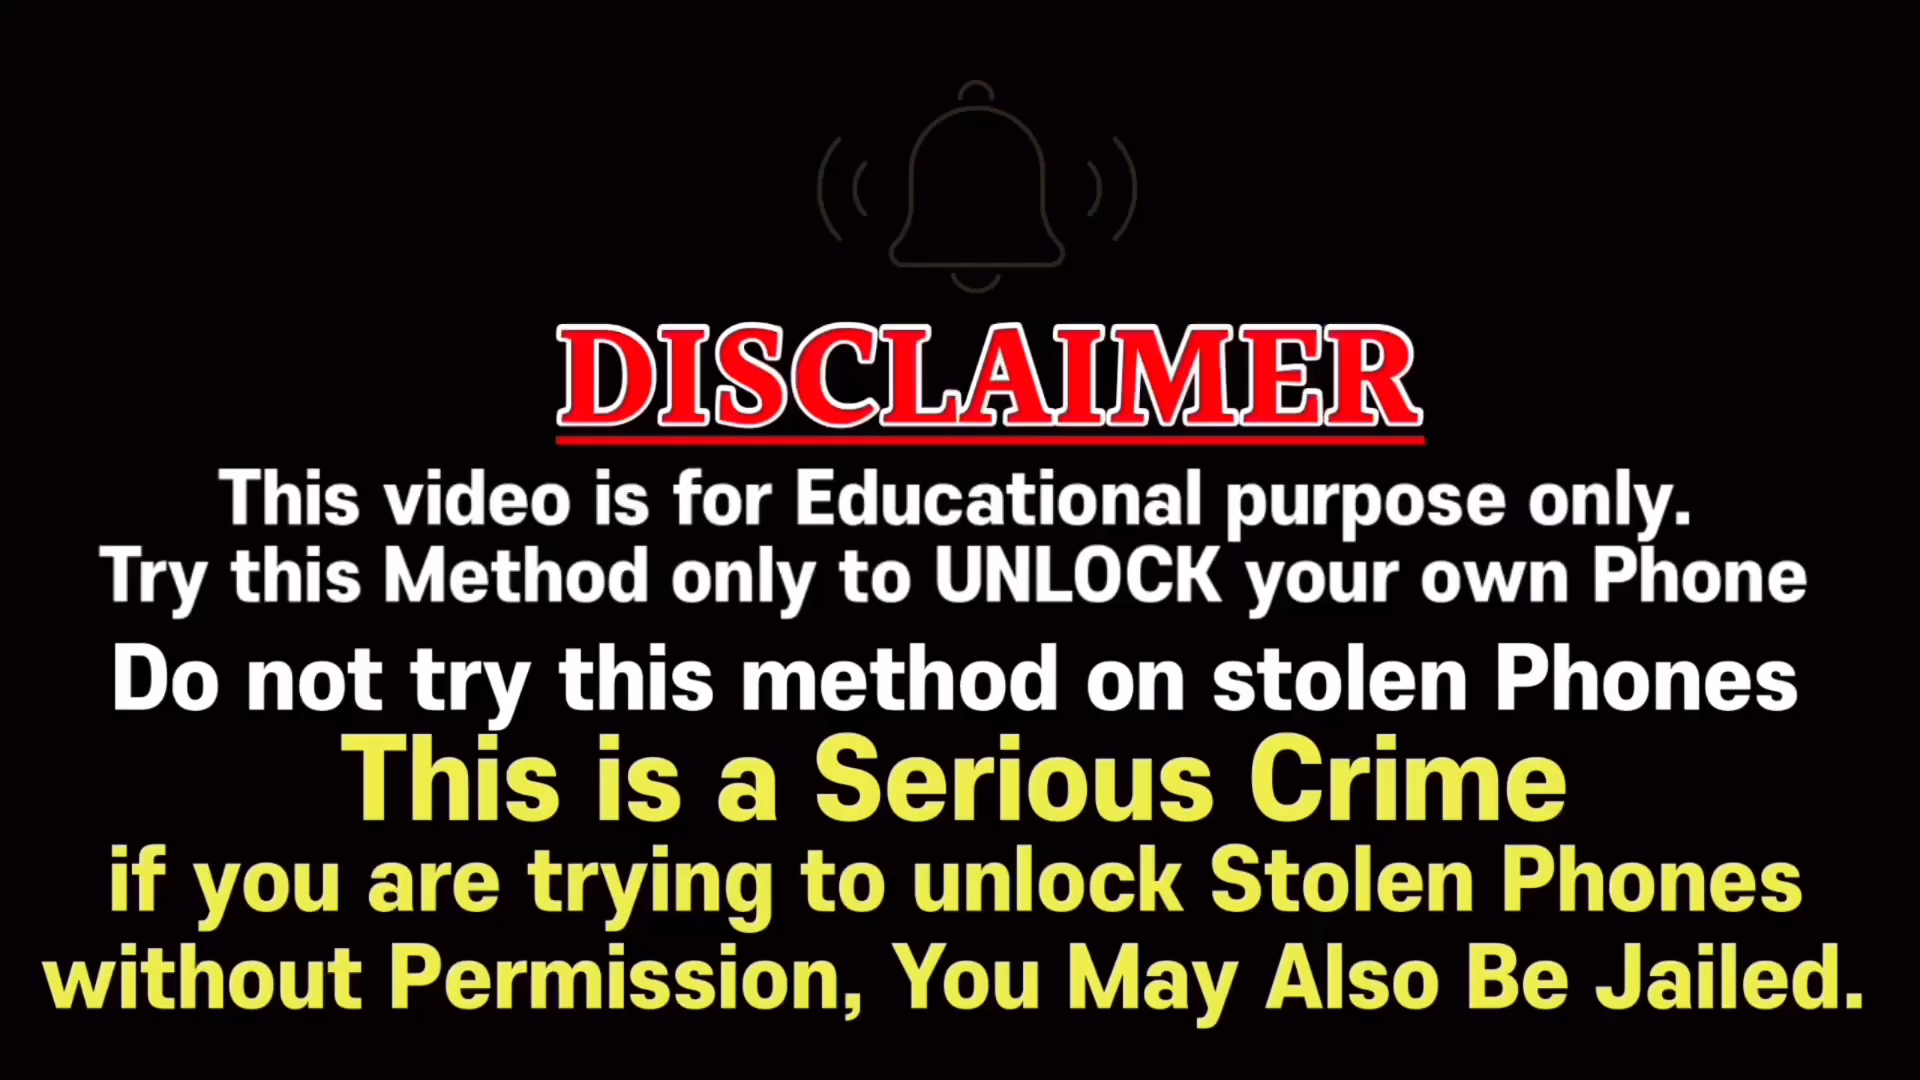 DISCLAIMER
This video is for Educational purpose only.
Try this Method only to UNLOCK your own Phone
Do not try this method on stolen Phones
This is a Serious Crime
if you are trying to unlock Stolen Phones
without Permission, You May Also Be Jailed.